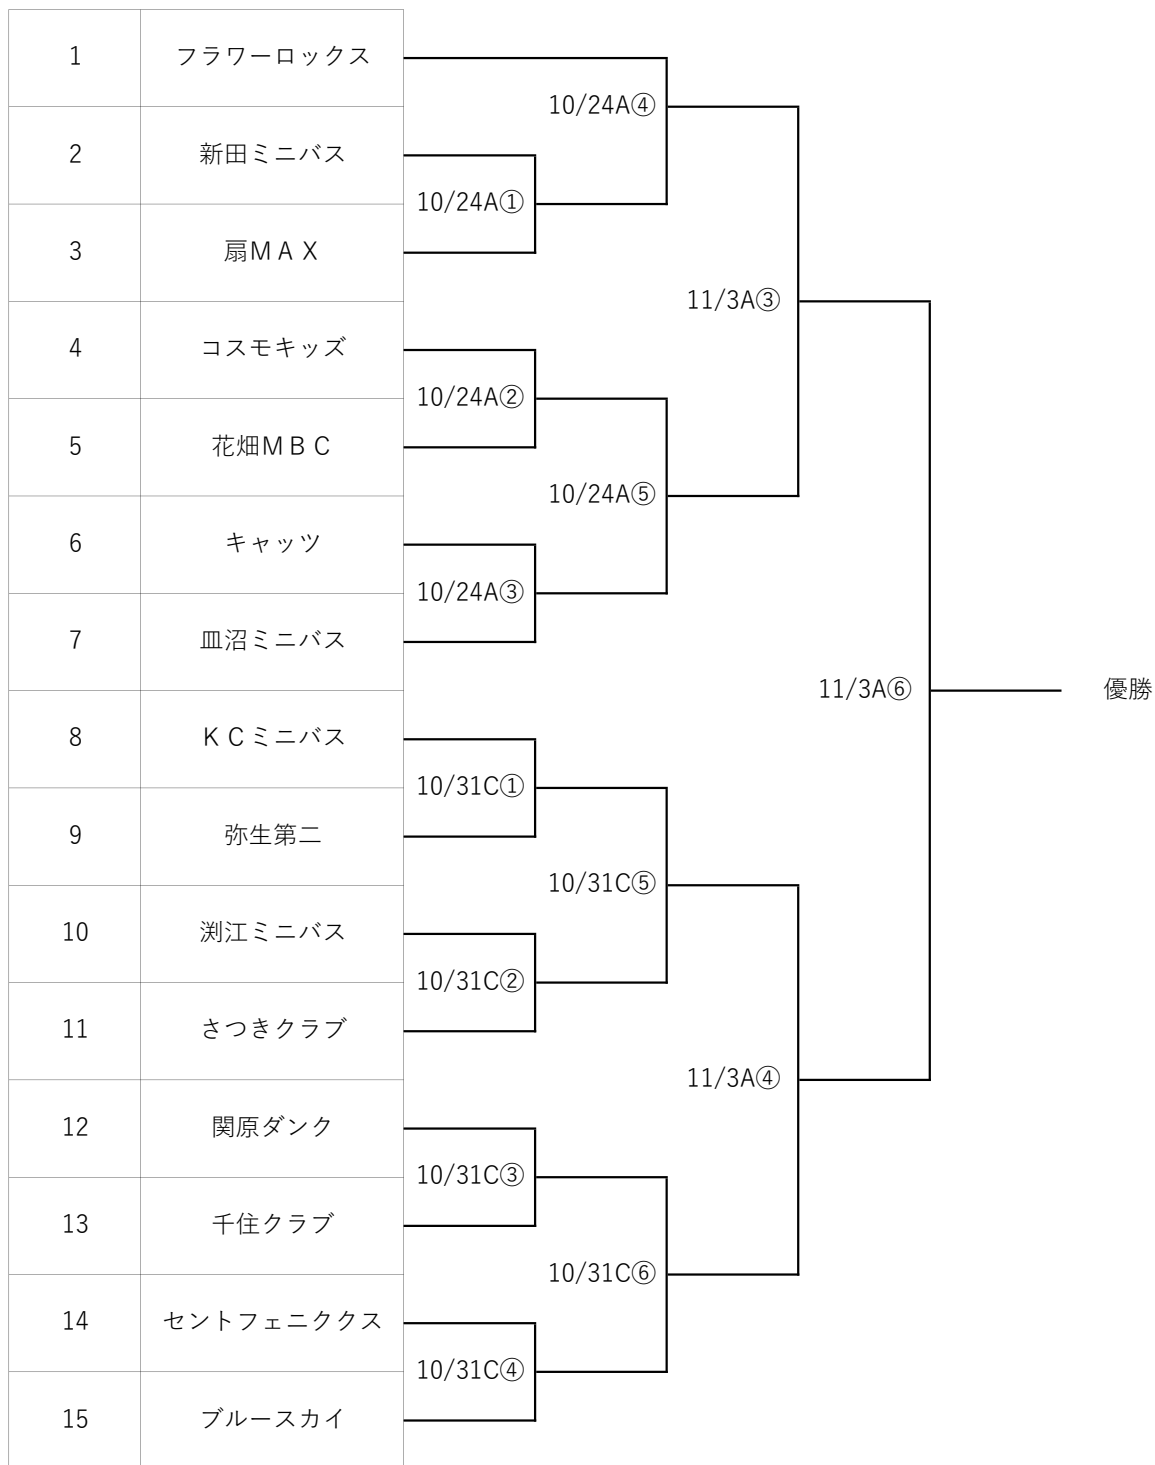 1 フラワーロックス
10/24A④
2 新田ミニバス
10/24A①
3 扇ＭＡＸ
11/3A③
4 コスモキッズ
10/24A②
5 花畑ＭＢＣ
10/24A⑤
6 キャッツ
10/24A③
7 皿沼ミニバス
11/3A⑥ 優勝
8 ＫＣミニバス
10/31C①
9 弥生第二
10/31C⑤
10 渕江ミニバス
10/31C②
11 さつきクラブ
11/3A④
12 関原ダンク
10/31C③
13 千住クラブ
10/31C⑥
14 セントフェニククス
10/31C④
15 ブルースカイ